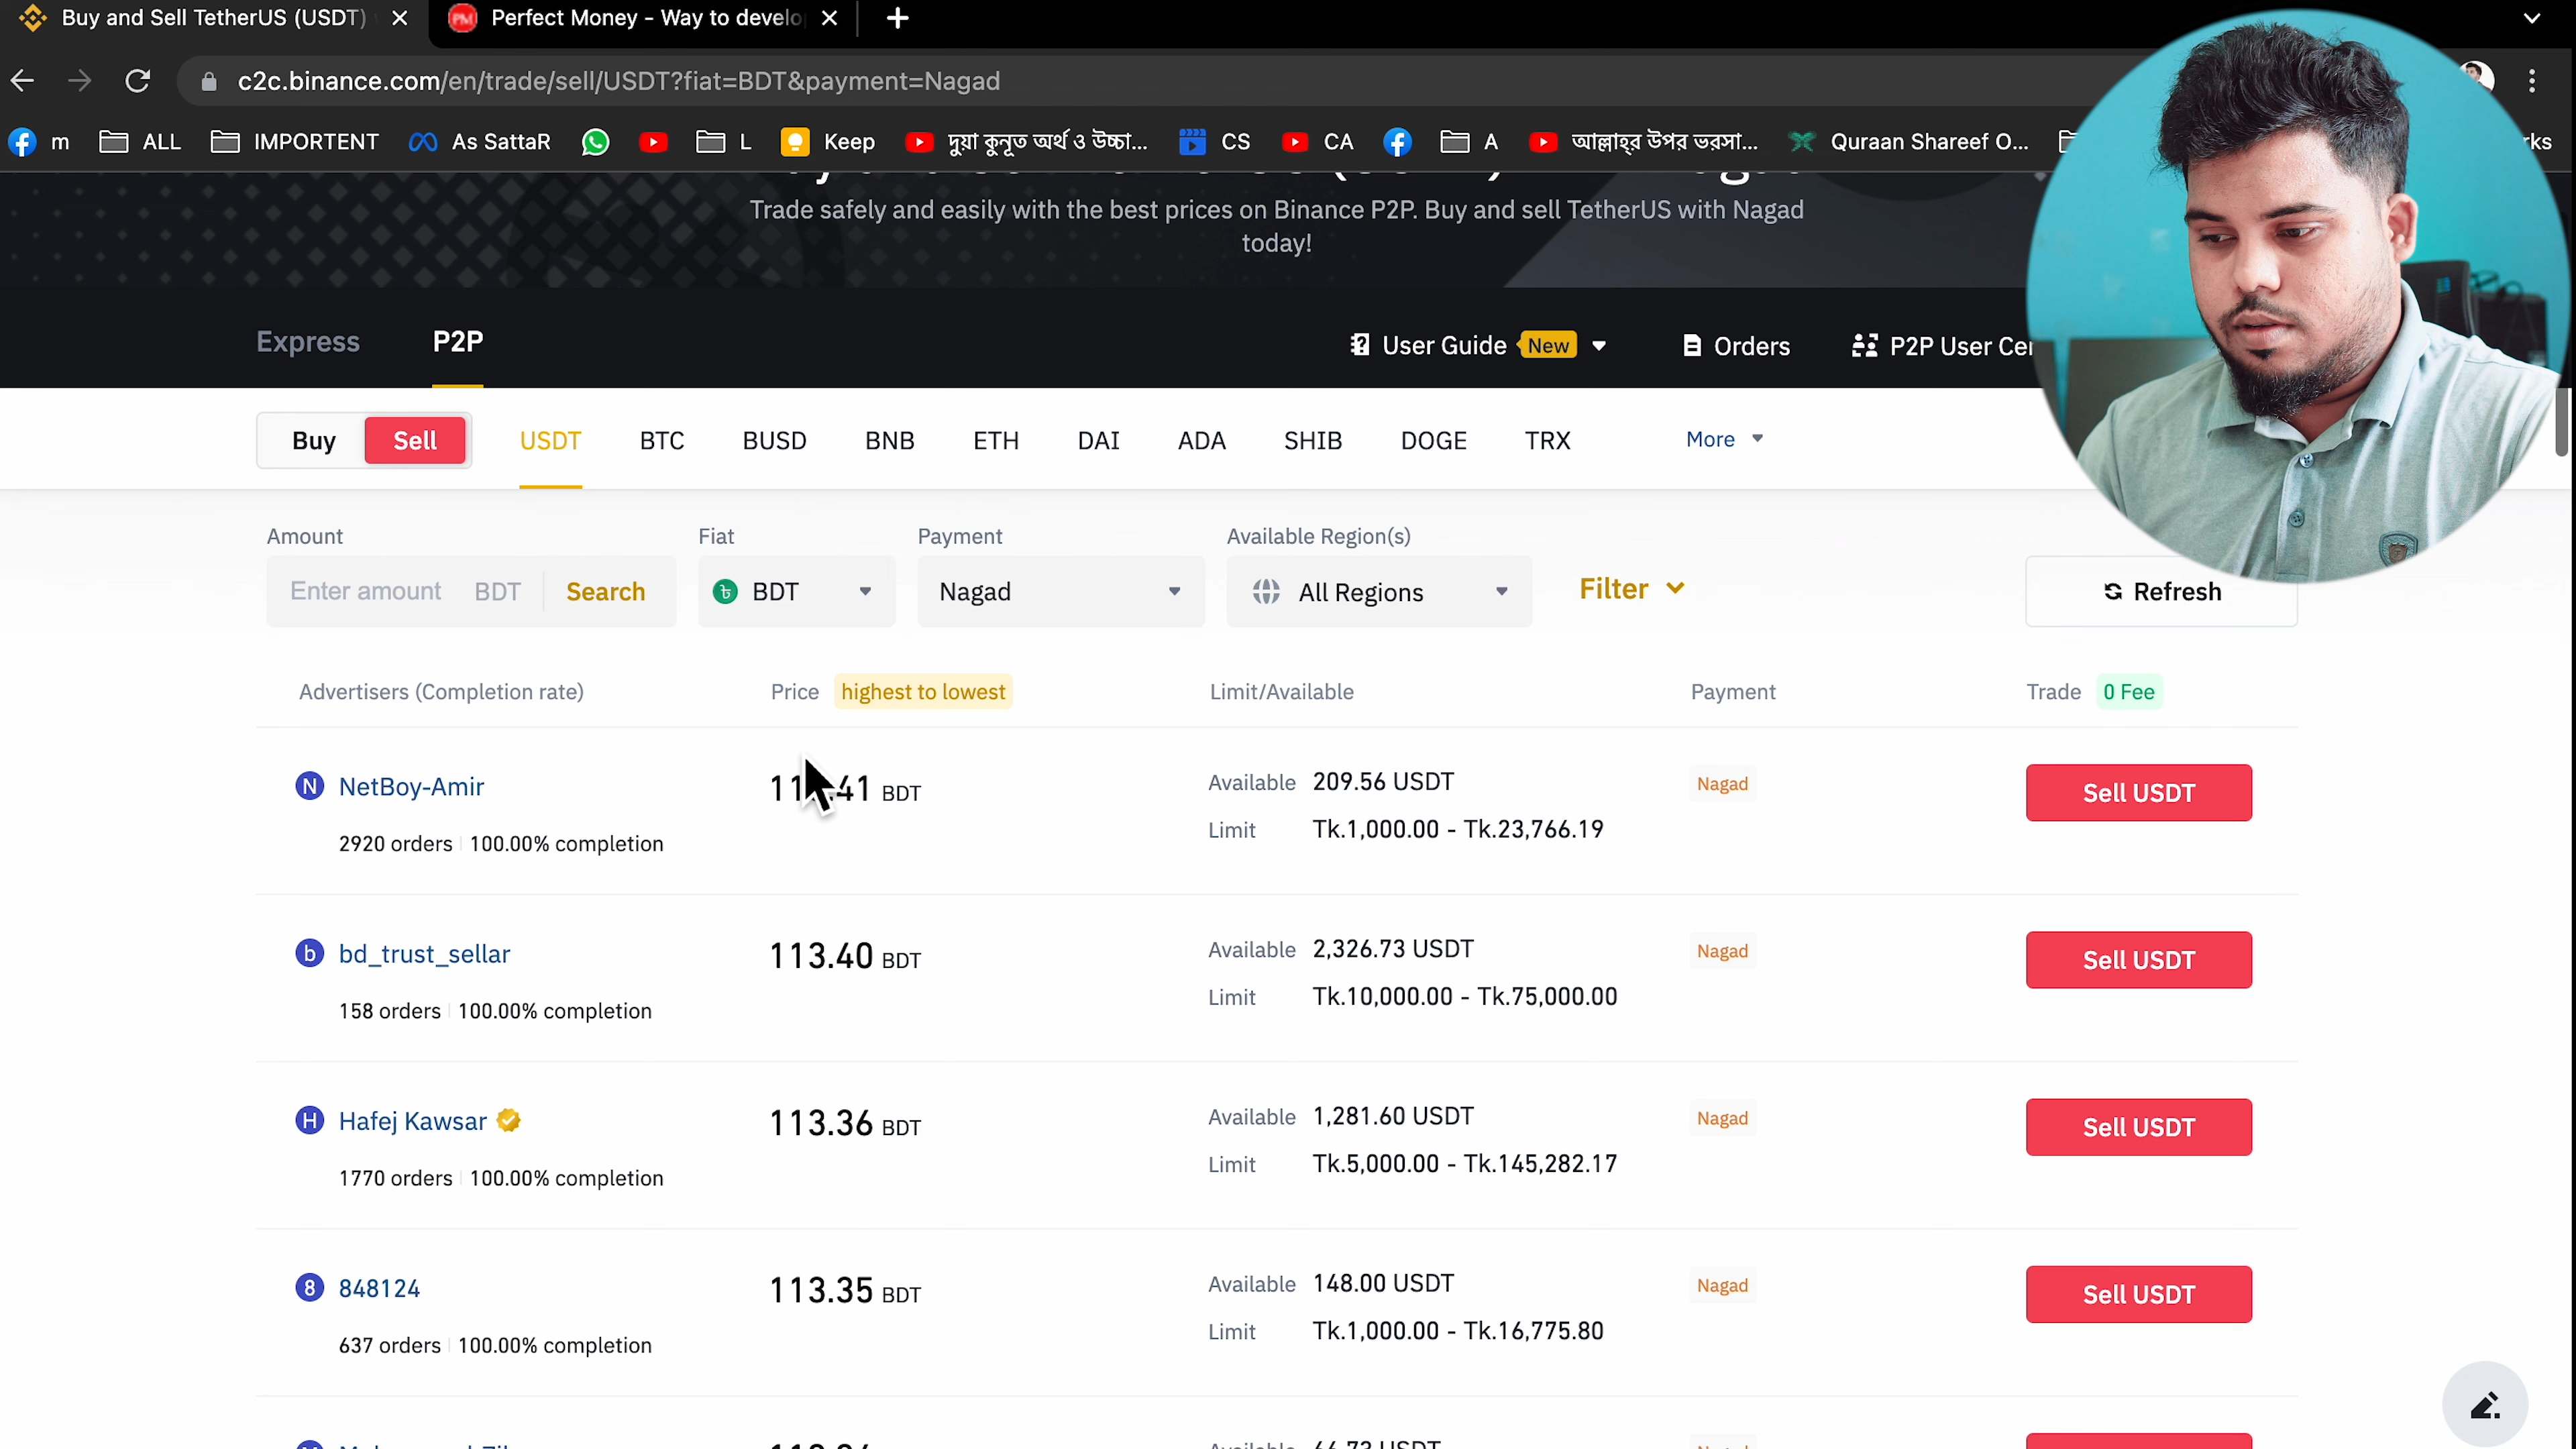 Buy and Sell TetherUS (USDT)
Perfect Money - Way to develo
c2c.binance.com/en/trade/sell/USDT?fiat=BDT&payment=Nagad
m ALL IMPORTENT As SattaR L Keep দুয়া কুনূত অর্থ ও উচ্চা... CS CA A আল্লাহ্‌র উপর ভরসা... Quraan Shareef O...
Trade safely and easily with the best prices on Binance P2P. Buy and sell TetherUS with Nagad
today!
Express P2P User Guide New Orders P2P User Cen
Buy Sell USDT BTC BUSD BNB ETH DAI ADA SHIB DOGE TRX More
Amount Fiat Payment Available Region(s)
Enter amount BDT Search BDT Nagad All Regions Filter Refresh
Advertisers (Completion rate) Price highest to lowest Limit/Available Payment Trade 0 Fee
N NetBoy-Amir BDT Available 209.56 USDT Nagad Sell USDT
2920 orders 100.00% completion Limit Tk.1,000.00 - Tk.23,766.19
b bd_trust_sellar 113.40 BDT Available 2,326.73 USDT Nagad Sell USDT
158 orders 100.00% completion Limit Tk.10,000.00 - Tk.75,000.00
H Hafej Kawsar 113.36 BDT Available 1,281.60 USDT Nagad Sell USDT
1770 orders 100.00% completion Limit Tk.5,000.00 - Tk.145,282.17
8 848124 113.35 BDT Available 148.00 USDT Nagad Sell USDT
637 orders 100.00% completion Limit Tk.1,000.00 - Tk.16,775.80